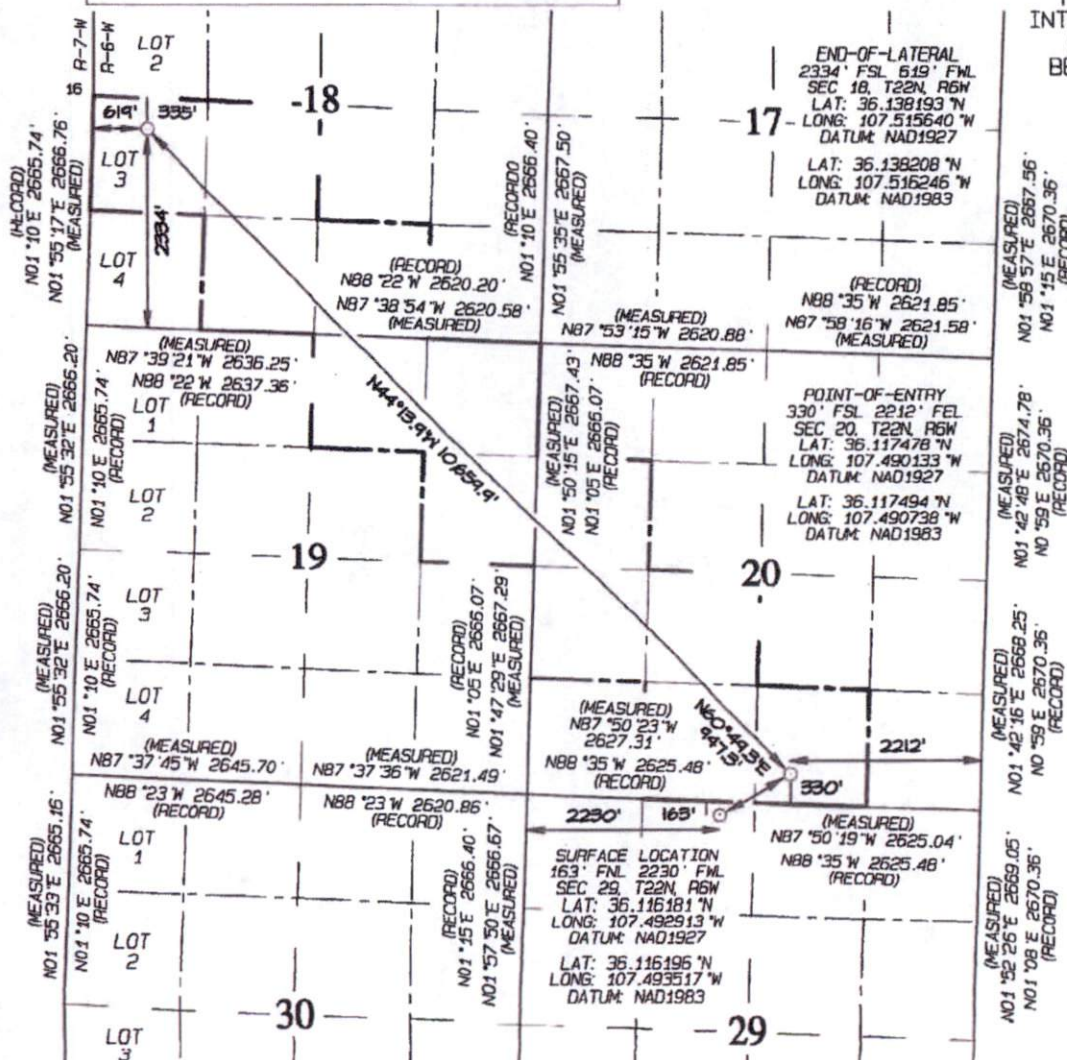 INT
BE
R-7-W
R-6-W
LOT
2
16
619'
335'
LOT
3
LOT
4
2334'
18
17
END-OF-LATERAL
2334' FSL 619' FWL
SEC 18, T22N, R6W
LAT: 36.138193 °N
LONG: 107.515640 °W
DATUM: NAD1927
LAT: 36.138208 °N
LONG: 107.516246 °W
DATUM: NAD1983
(RECORD)
N01 °10'E 2665.74'
N01 °55'17"E 2666.76'
(MEASURED)
(RECORD)
N01 °10'E 2666.40'
N01 °55'35"E 2667.50'
(MEASURED)
(MEASURED)
N01 °58'57"E 2667.56'
N01 °15'E 2670.36'
(RECORD)
(RECORD)
N88 °22'W 2620.20'
N87 °38'54"W 2620.58'
(MEASURED)
(RECORD)
N88 °35'W 2621.85'
N87 °58'16"W 2621.58'
(MEASURED)
(MEASURED)
N87 °53'15"W 2620.88'
N88 °35'W 2621.85'
(RECORD)
(MEASURED)
N87 °39'21"W 2636.25'
N88 °22'W 2637.36'
(RECORD)
LOT
1
LOT
2
19
LOT
3
LOT
4
(MEASURED)
N01 °55'32"E 2666.20'
N01 °10'E 2665.74'
(RECORD)
N44°13.9'W 10,659.9'
(MEASURED)
N01 °50'15"E 2667.43'
N01 °05'E 2666.07'
(RECORD)
POINT-OF-ENTRY
330' FSL 2212' FEL
SEC 20, T22N, R6W
LAT: 36.117478 °N
LONG: 107.490133 °W
DATUM: NAD1927
LAT: 36.117494 °N
LONG: 107.490738 °W
DATUM: NAD1983
(MEASURED)
N01 °42'48"E 2674.78'
N0 °59'E 2670.36'
(RECORD)
20
(MEASURED)
N01 °55'32"E 2666.20'
N01 °10'E 2665.74'
(RECORD)
(RECORD)
N01 °05'E 2666.07'
N01 °47'29"E 2667.29'
(MEASURED)
(MEASURED)
N01 °42'16"E 2668.25'
N0 °59'E 2670.36'
(RECORD)
(MEASURED)
N87 °50'23"W
2627.31'
N88 °35'W 2625.48'
(RECORD)
N60°49.3'E
947.3'
2212'
330'
(MEASURED)
N87 °37'45"W 2645.70'
N88 °23'W 2645.28'
(RECORD)
(MEASURED)
N87 °37'36"W 2621.49'
N88 °23'W 2620.86'
(RECORD)
2230'
163'
(MEASURED)
N87 °50'19"W 2625.04'
N88 °35'W 2625.48'
(RECORD)
SURFACE LOCATION
163' FNL 2230' FWL
SEC 29, T22N, R6W
LAT: 36.116181 °N
LONG: 107.492913 °W
DATUM: NAD1927
LAT: 36.116196 °N
LONG: 107.493517 °W
DATUM: NAD1983
LOT
1
LOT
2
LOT
3
30
29
(MEASURED)
N01 °55'33"E 2665.16'
N01 °10'E 2665.74'
(RECORD)
(RECORD)
N01 °15'E 2666.40'
N01 °57'50"E 2666.67'
(MEASURED)
(MEASURED)
N01 °52'26"E 2669.05'
N01 °08'E 2670.36'
(RECORD)